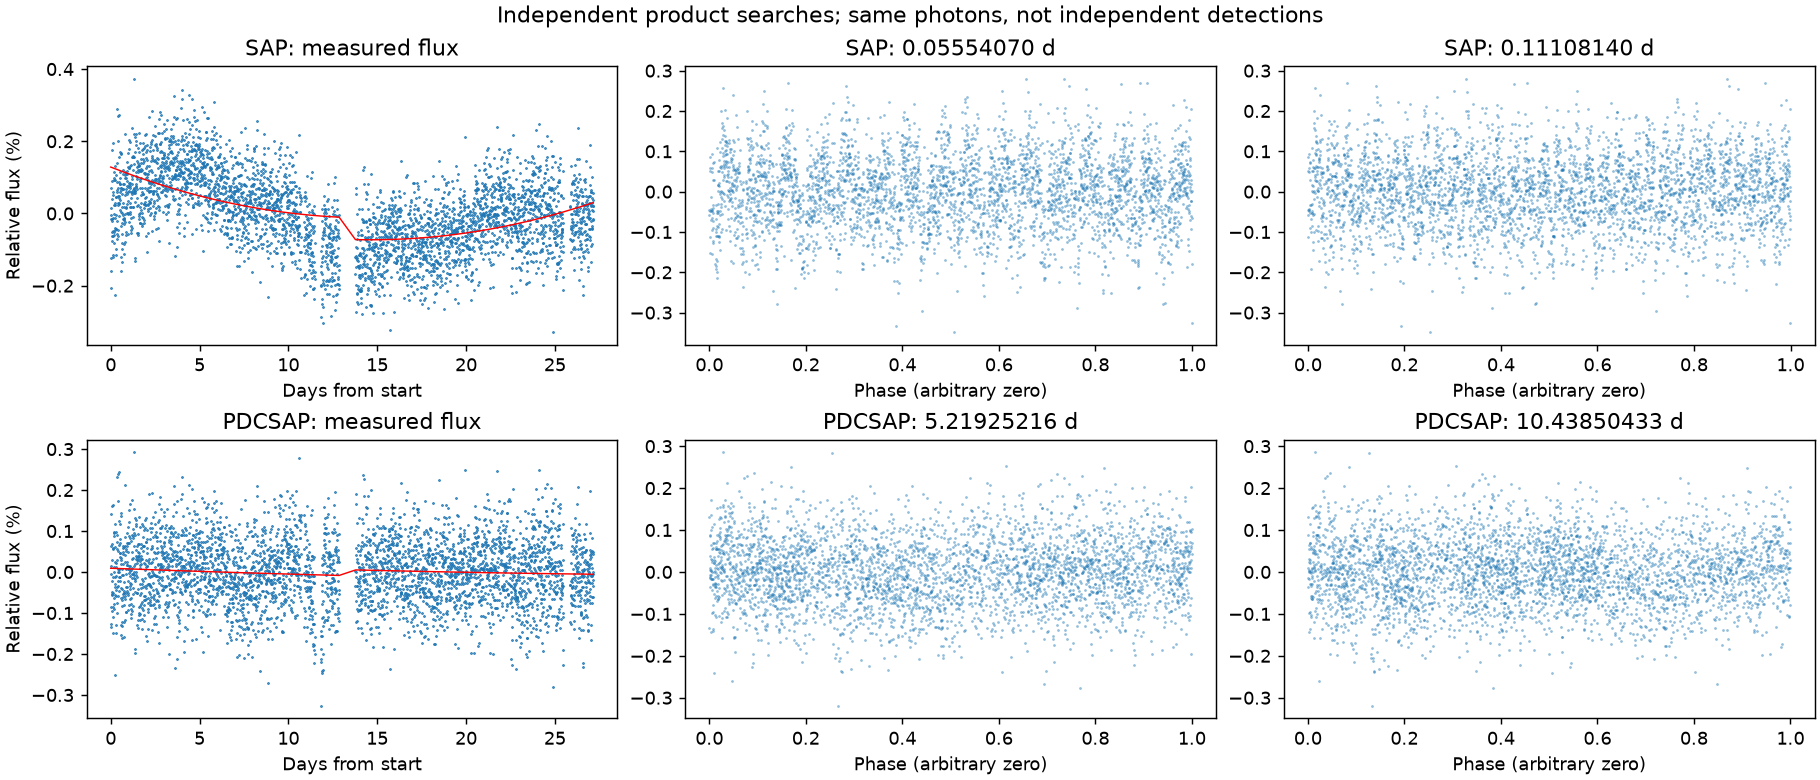 Independent product searches; same photons, not independent detections
SAP: measured flux
SAP: 0.05554070 d
SAP: 0.11108140 d
Relative flux (%)
0.4
0.2
0.0
−0.2
0.3
0.2
0.1
0.0
−0.1
−0.2
−0.3
0.3
0.2
0.1
0.0
−0.1
−0.2
−0.3
0 5 10 15 20 25
0.0 0.2 0.4 0.6 0.8 1.0
0.0 0.2 0.4 0.6 0.8 1.0
Days from start
Phase (arbitrary zero)
Phase (arbitrary zero)
PDCSAP: measured flux
PDCSAP: 5.21925216 d
PDCSAP: 10.43850433 d
Relative flux (%)
0.3
0.2
0.1
0.0
−0.1
−0.2
−0.3
0.3
0.2
0.1
0.0
−0.1
−0.2
−0.3
0.3
0.2
0.1
0.0
−0.1
−0.2
−0.3
0 5 10 15 20 25
0.0 0.2 0.4 0.6 0.8 1.0
0.0 0.2 0.4 0.6 0.8 1.0
Days from start
Phase (arbitrary zero)
Phase (arbitrary zero)